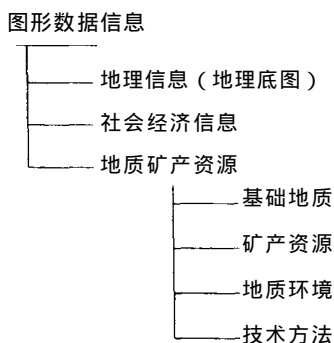 图形数据信息
地理信息（地理底图）
社会经济信息
地质矿产资源
基础地质
矿产资源
地质环境
技术方法